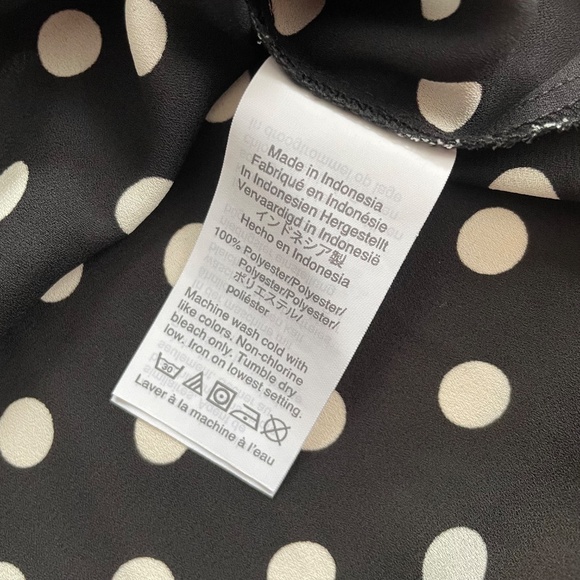 Made in Indonesia
Fabriqué en Indonésie
In Indonesien Hergestellt
Vervaardigd in Indonesië
インドネシア製
Hecho en Indonesia
100% Polyester/Polyester/
Polyester/Polyester/
ポリエステル/
poliéster
Machine wash cold with
like colors. Non-chlorine
bleach only. Tumble dry
low. Iron on lowest setting.
30
Laver à la machine à l'eau